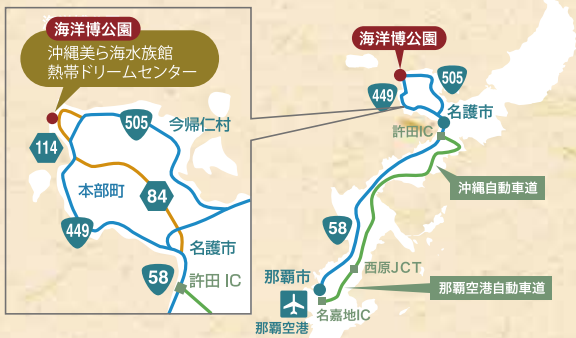 海洋博公園
沖縄美ら海水族館
熱帯ドリームセンター
505
今帰仁村
114
本部町
84
449
名護市
58
許田 IC
海洋博公園
449
505
名護市
許田IC
沖縄自動車道
58
西原JCT
那覇市
那覇空港自動車道
名嘉地IC
那覇空港